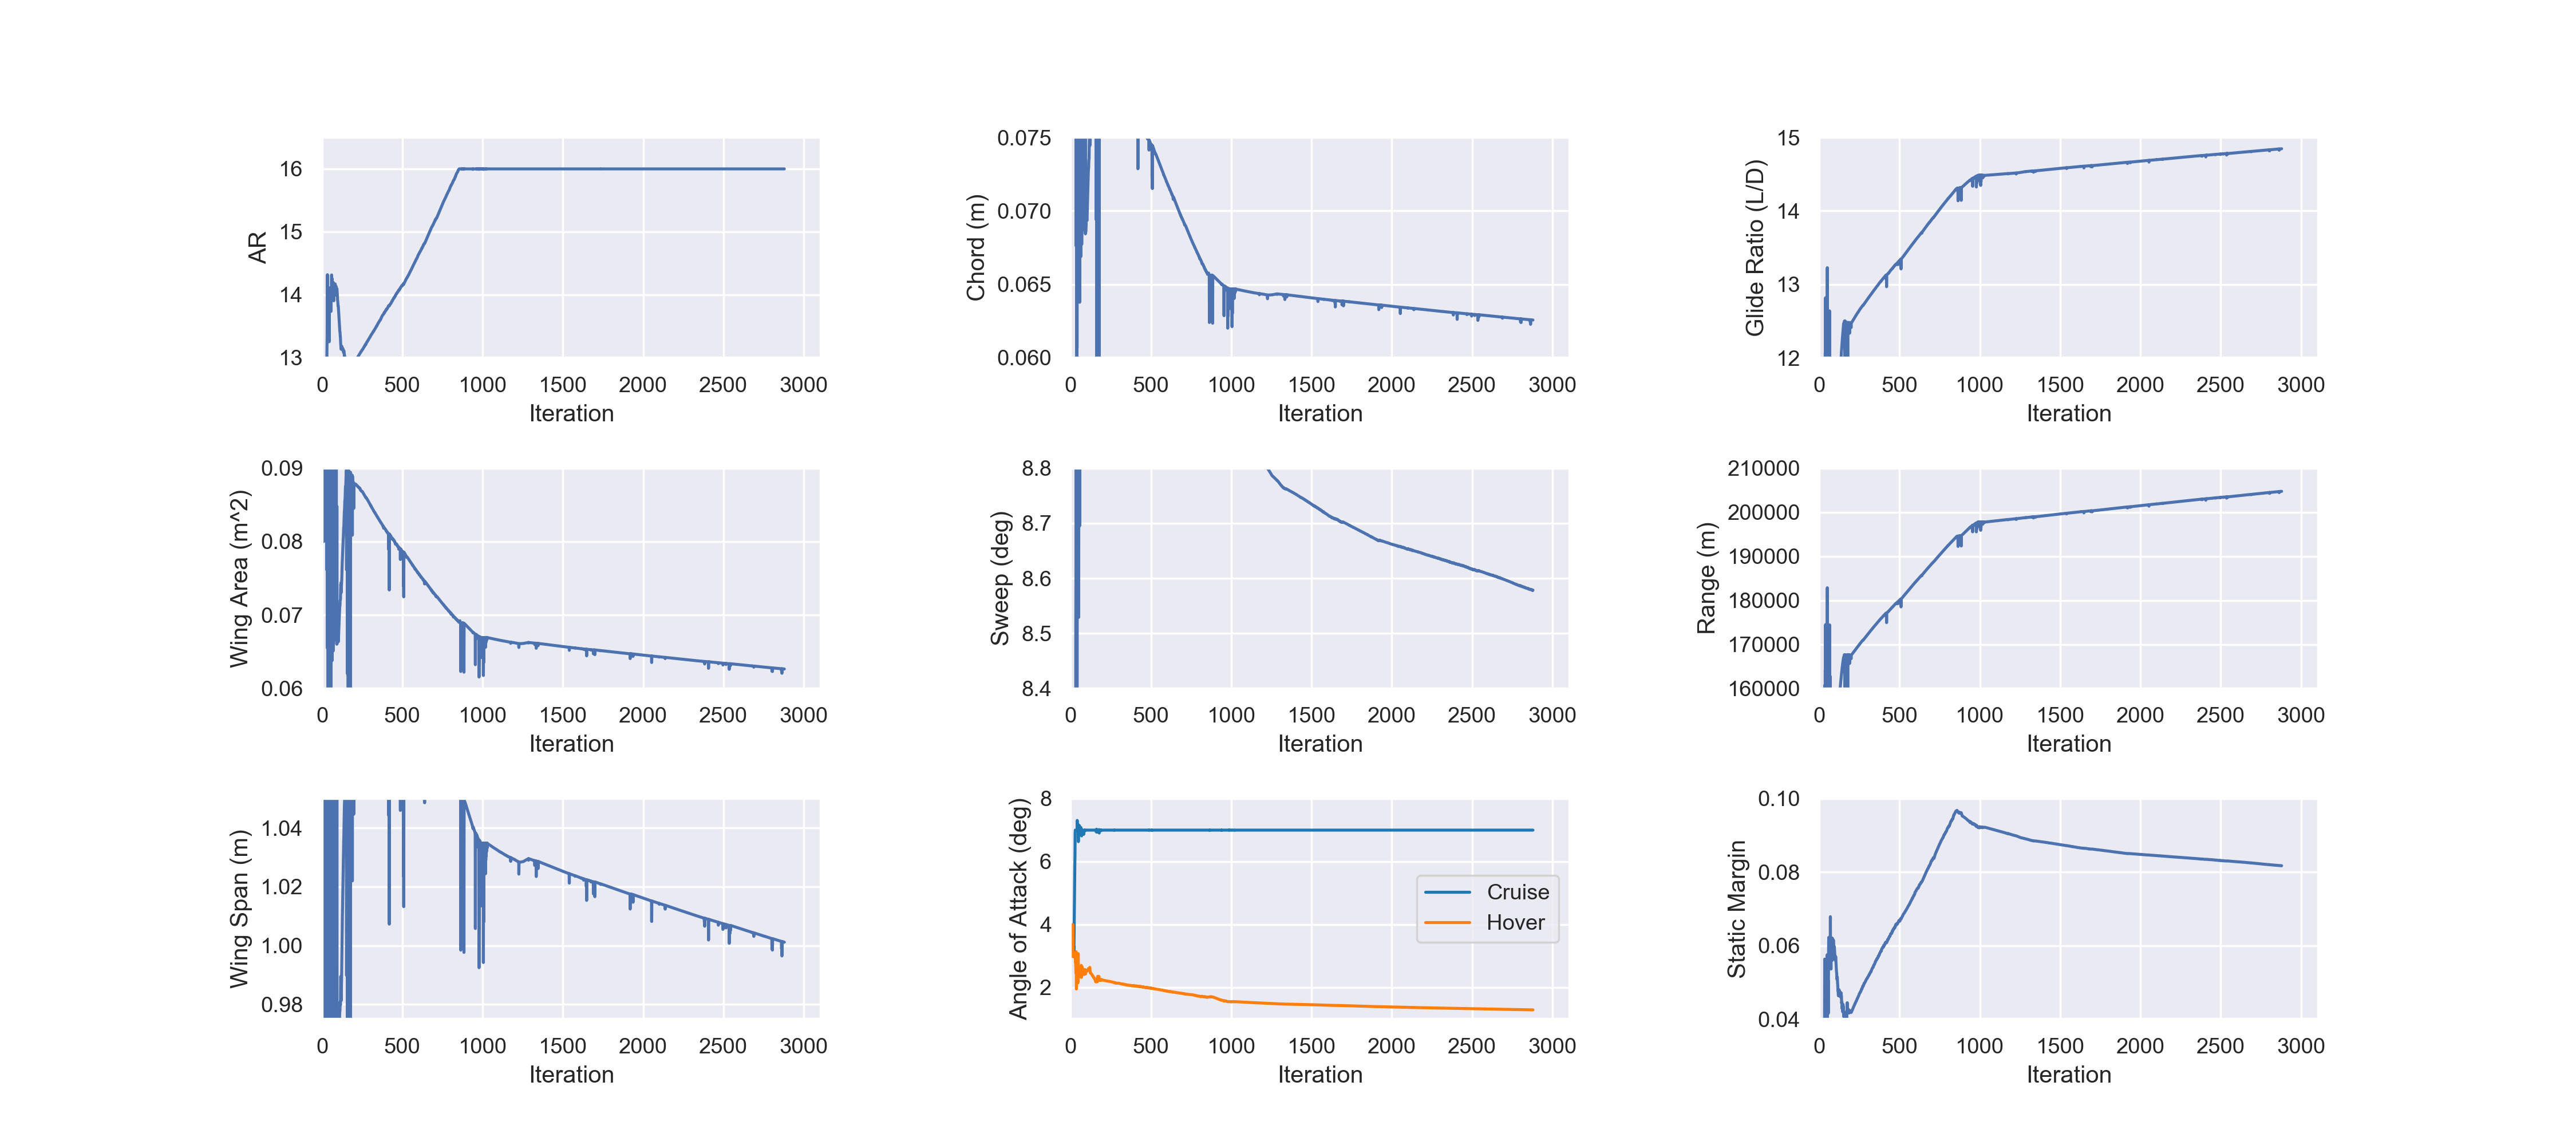 16
15
14
13
AR
0 500 1000 1500 2000 2500 3000
Iteration
0.075
0.070
0.065
0.060
Chord (m)
0 500 1000 1500 2000 2500 3000
Iteration
15
14
13
12
Glide Ratio (L/D)
0 500 1000 1500 2000 2500 3000
Iteration
0.09
0.08
0.07
0.06
Wing Area (m^2)
0 500 1000 1500 2000 2500 3000
Iteration
8.8
8.7
8.6
8.5
8.4
Sweep (deg)
0 500 1000 1500 2000 2500 3000
Iteration
210000
200000
190000
180000
170000
160000
Range (m)
0 500 1000 1500 2000 2500 3000
Iteration
1.04
1.02
1.00
0.98
Wing Span (m)
0 500 1000 1500 2000 2500 3000
Iteration
8
6
4
2
Angle of Attack (deg)
Cruise
Hover
0 500 1000 1500 2000 2500 3000
Iteration
0.10
0.08
0.06
0.04
Static Margin
0 500 1000 1500 2000 2500 3000
Iteration